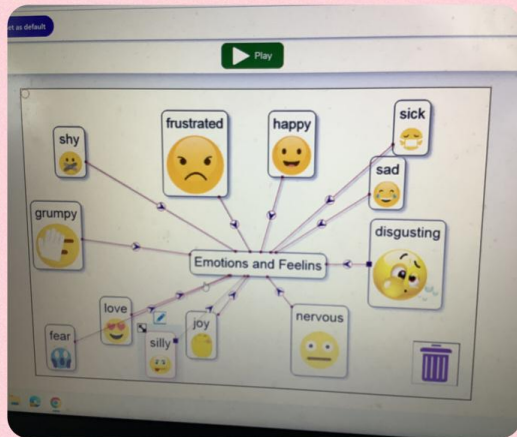 et as default
Play
shy
frustrated
happy
sick
sad
grumpy
disgusting
Emotions and Feelins
love
joy
nervous
fear
silly